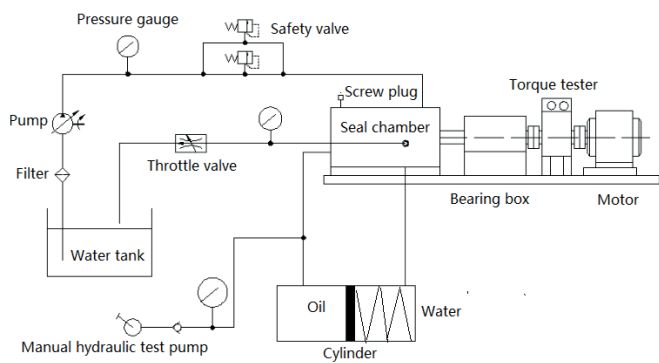 Pressure gauge
Safety valve
Screw plug
Torque tester
Pump
Seal chamber
Throttle valve
Filter
Bearing box
Motor
Water tank
Oil
Water
Manual hydraulic test pump
Cylinder